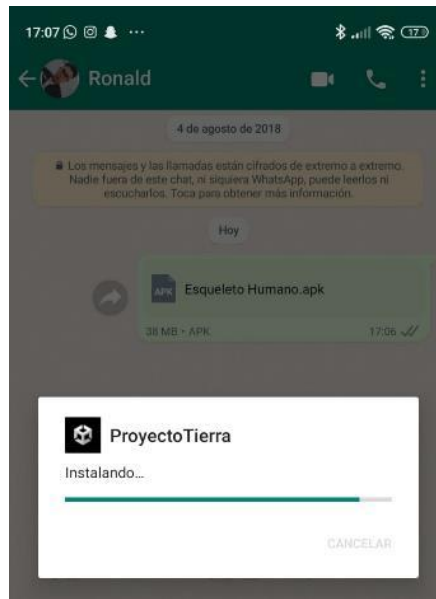 17:07
17
Ronald
4 de agosto de 2018
Los mensajes y las llamadas están cifrados de extremo a extremo.
Nadie fuera de este chat, ni siquiera WhatsApp, puede leerlos ni
escucharlos. Toca para obtener más información.
Hoy
APK
Esqueleto Humano.apk
38 MB • APK
17:06
ProyectoTierra
Instalando...
CANCELAR